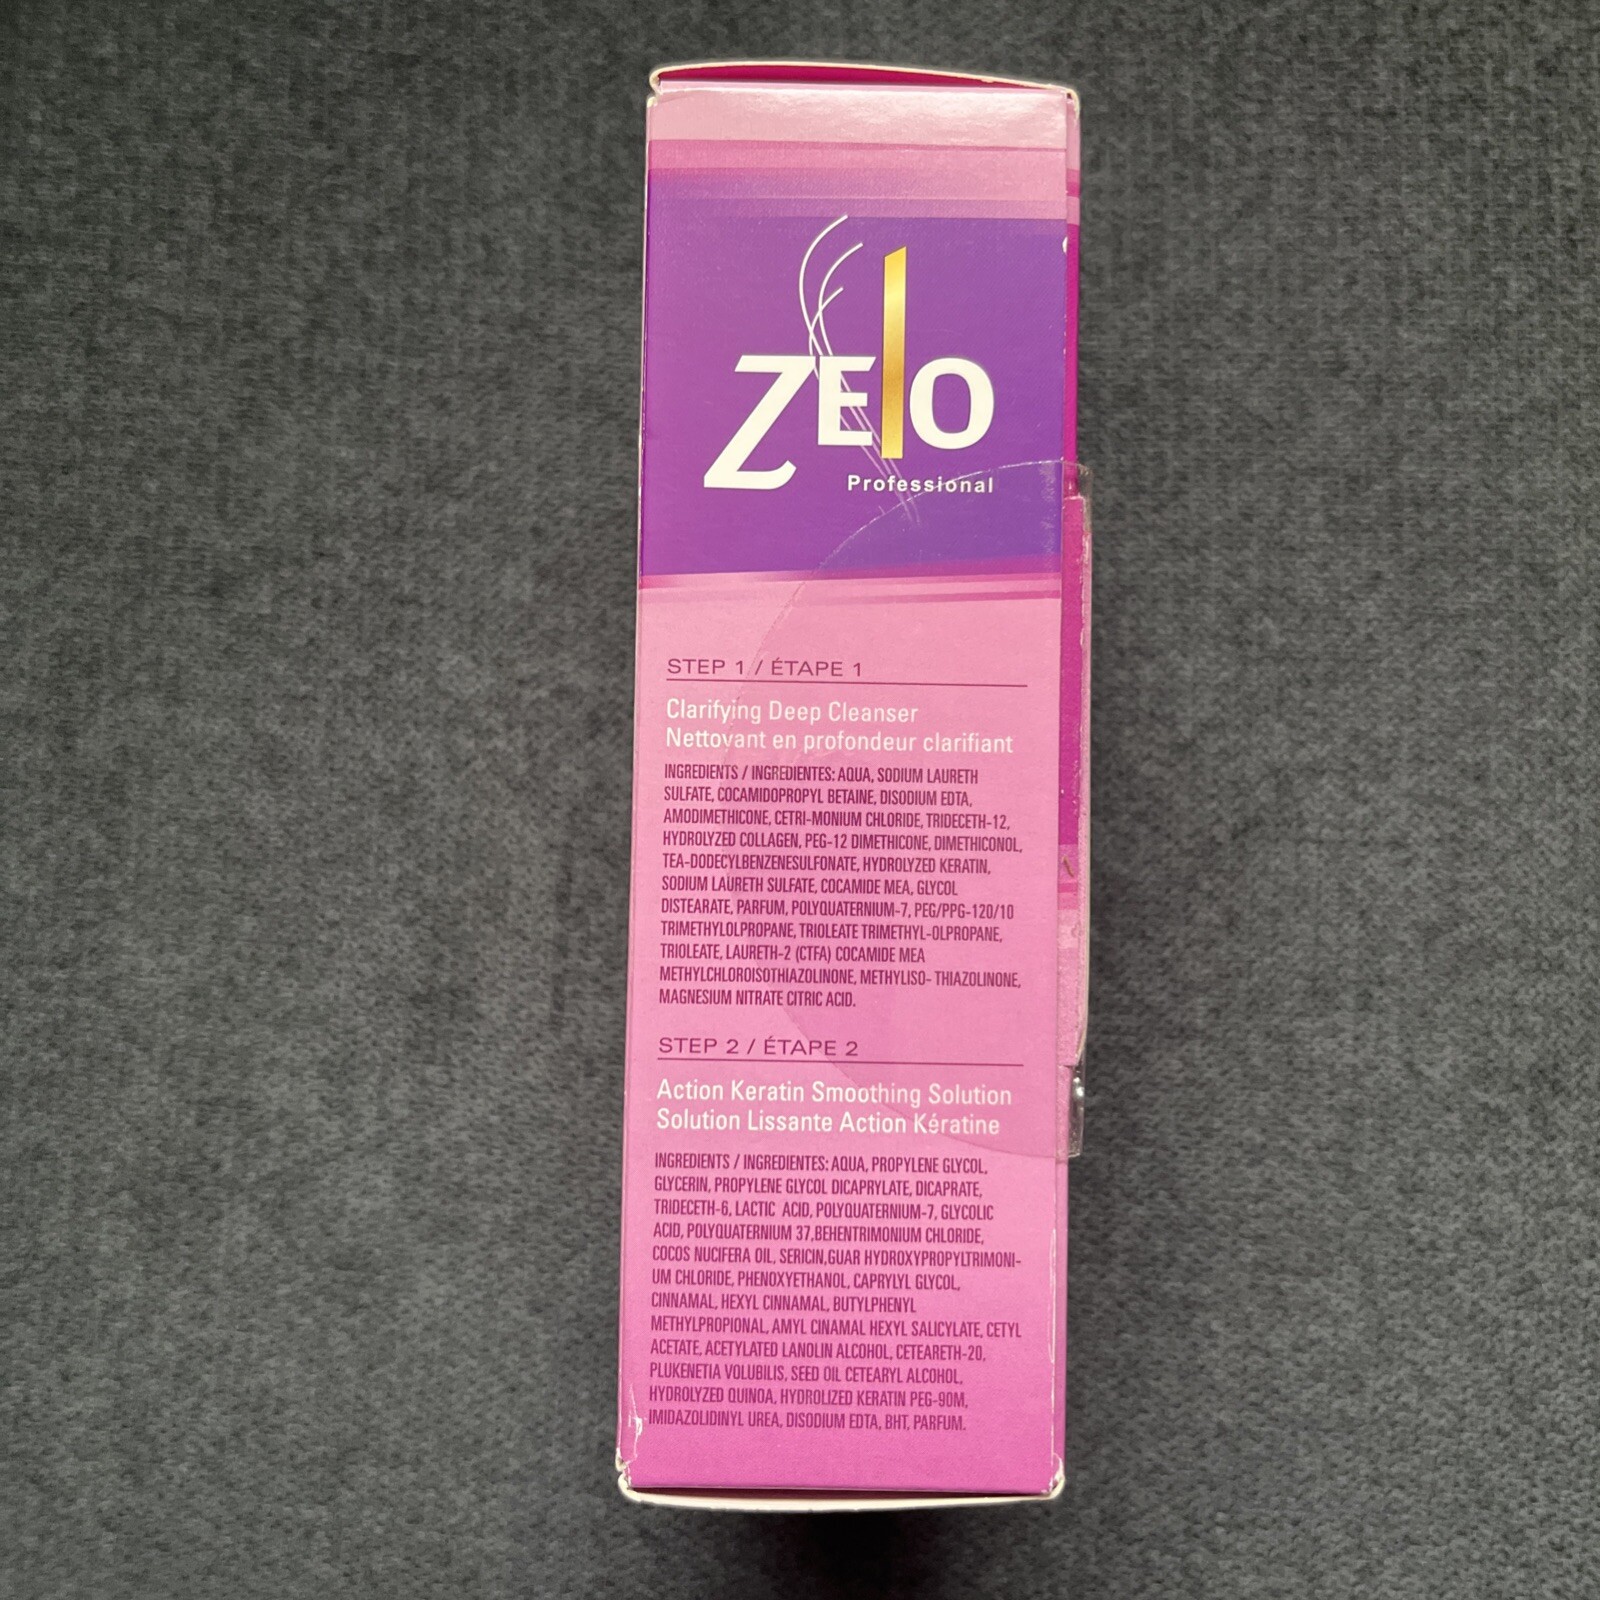 ZElO
Professional
STEP 1 / ÉTAPE 1
Clarifying Deep Cleanser
Nettoyant en profondeur clarifiant
INGREDIENTS / INGREDIENTES: AQUA, SODIUM LAURETH
SULFATE, COCAMIDOPROPYL BETAINE, DISODIUM EDTA,
AMODIMETHICONE, CETRI-MONIUM CHLORIDE, TRIDECETH-12,
HYDROLYZED COLLAGEN, PEG-12 DIMETHICONE, DIMETHICONOL,
TEA-DODECYLBENZENESULFONATE, HYDROLYZED KERATIN,
SODIUM LAURETH SULFATE, COCAMIDE MEA, GLYCOL
DISTEARATE, PARFUM, POLYQUATERNIUM-7, PEG/PPG-120/10
TRIMETHYLOLPROPANE, TRIOLEATE TRIMETHYL-OLPROPANE,
TRIOLEATE, LAURETH-2 (CTFA) COCAMIDE MEA
METHYLCHLOROISOTHIAZOLINONE, METHYLISO- THIAZOLINONE,
MAGNESIUM NITRATE CITRIC ACID.
STEP 2 / ÉTAPE 2
Action Keratin Smoothing Solution
Solution Lissante Action Kératine
INGREDIENTS / INGREDIENTES: AQUA, PROPYLENE GLYCOL,
GLYCERIN, PROPYLENE GLYCOL DICAPRYLATE, DICAPRATE,
TRIDECETH-6, LACTIC ACID, POLYQUATERNIUM-7, GLYCOLIC
ACID, POLYQUATERNIUM 37,BEHENTRIMONIUM CHLORIDE,
COCOS NUCIFERA OIL, SERICIN,GUAR HYDROXYPROPYLTRIMONI-
UM CHLORIDE, PHENOXYETHANOL, CAPRYLYL GLYCOL,
CINNAMAL, HEXYL CINNAMAL, BUTYLPHENYL
METHYLPROPIONAL, AMYL CINAMAL HEXYL SALICYLATE, CETYL
ACETATE, ACETYLATED LANOLIN ALCOHOL, CETEARETH-20,
PLUKENETIA VOLUBILIS, SEED OIL CETEARYL ALCOHOL,
HYDROLYZED QUINOA, HYDROLIZED KERATIN PEG-90M,
IMIDAZOLIDINYL UREA, DISODIUM EDTA, BHT, PARFUM.